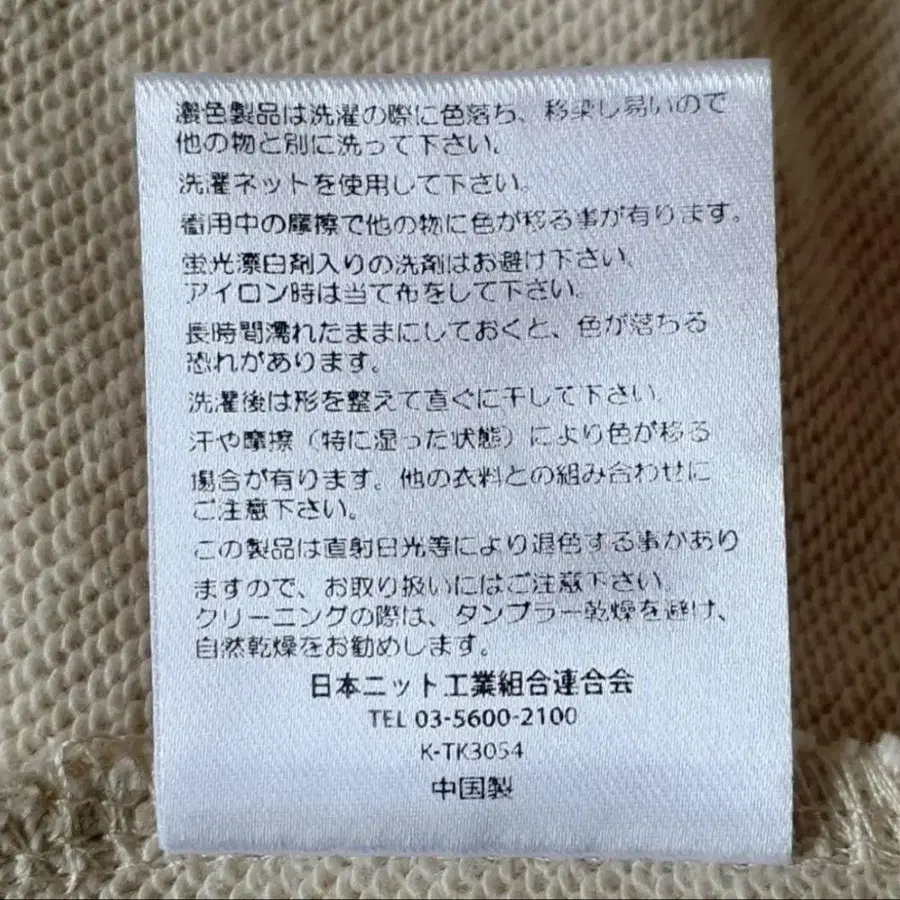 濃色製品は洗濯の際に色落ち、移染し易いので
他の物と別に洗って下さい。
洗濯ネットを使用して下さい。
着用中の摩擦で他の物に色が移る事が有ります。
蛍光漂白剤入りの洗剤はお避け下さい。
アイロン時は当て布をして下さい。
長時間濡れたままにしておくと、色が落ちる
恐れがあります。
洗濯後は形を整えて直ぐに干して下さい。
汗や摩擦（特に湿った状態）により色が移る
場合が有ります。他の衣料との組み合わせに
ご注意下さい。
この製品は直射日光等により退色する事があり
ますので、お取り扱いにはご注意下さい。
クリーニングの際は、タンブラー乾燥を避け、
自然乾燥をお勧めします。
日本ニット工業組合連合会
TEL 03-5600-2100
K-TK3054
中国製